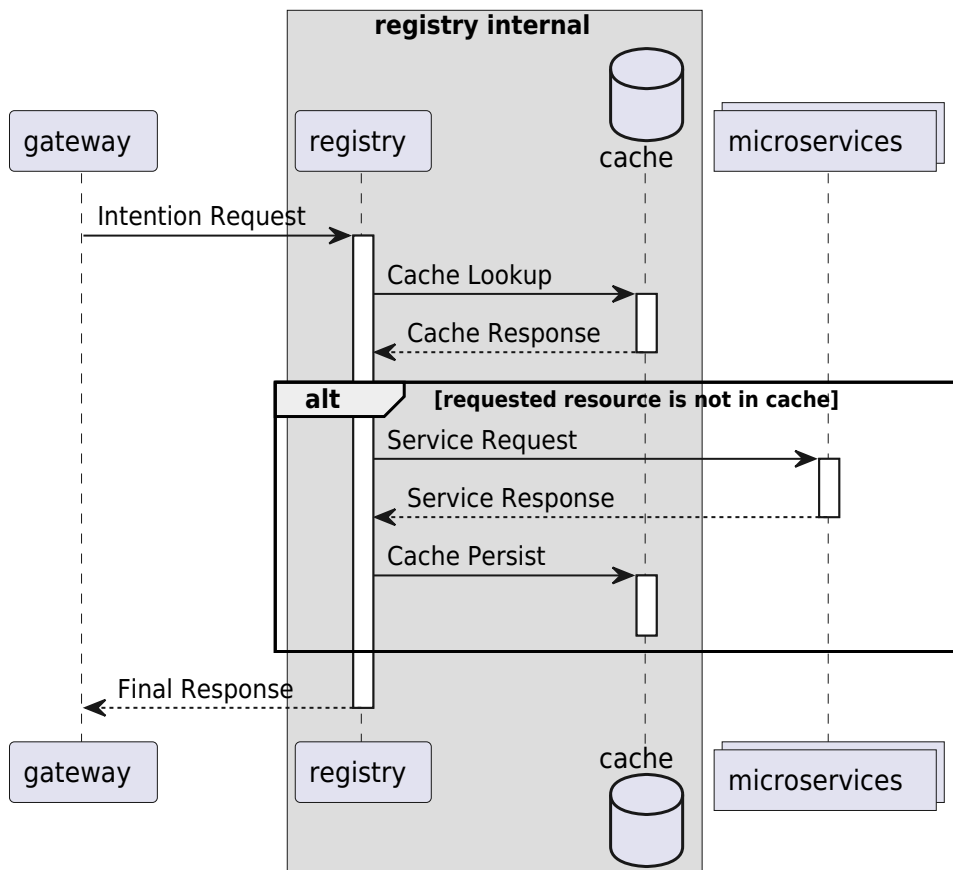 registry internal
gateway
registry
cache
microservices
Intention Request
Cache Lookup
Cache Response
alt
[requested resource is not in cache]
Service Request
Service Response
Cache Persist
Final Response
gateway
registry
cache
microservices